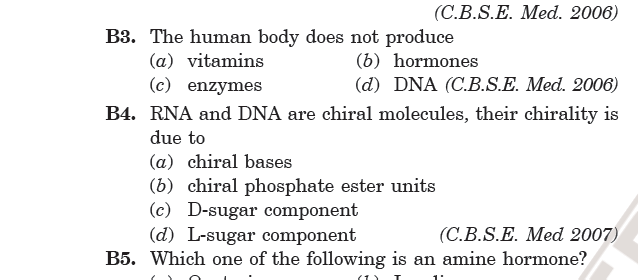 (C.B.S.E. Med. 2006)
B3. The human body does not produce
(a) vitamins (b) hormones
(c) enzymes (d) DNA (C.B.S.E. Med. 2006)
B4. RNA and DNA are chiral molecules, their chirality is
due to
(a) chiral bases
(b) chiral phosphate ester units
(c) D-sugar component
(d) L-sugar component (C.B.S.E. Med 2007)
B5. Which one of the following is an amine hormone?